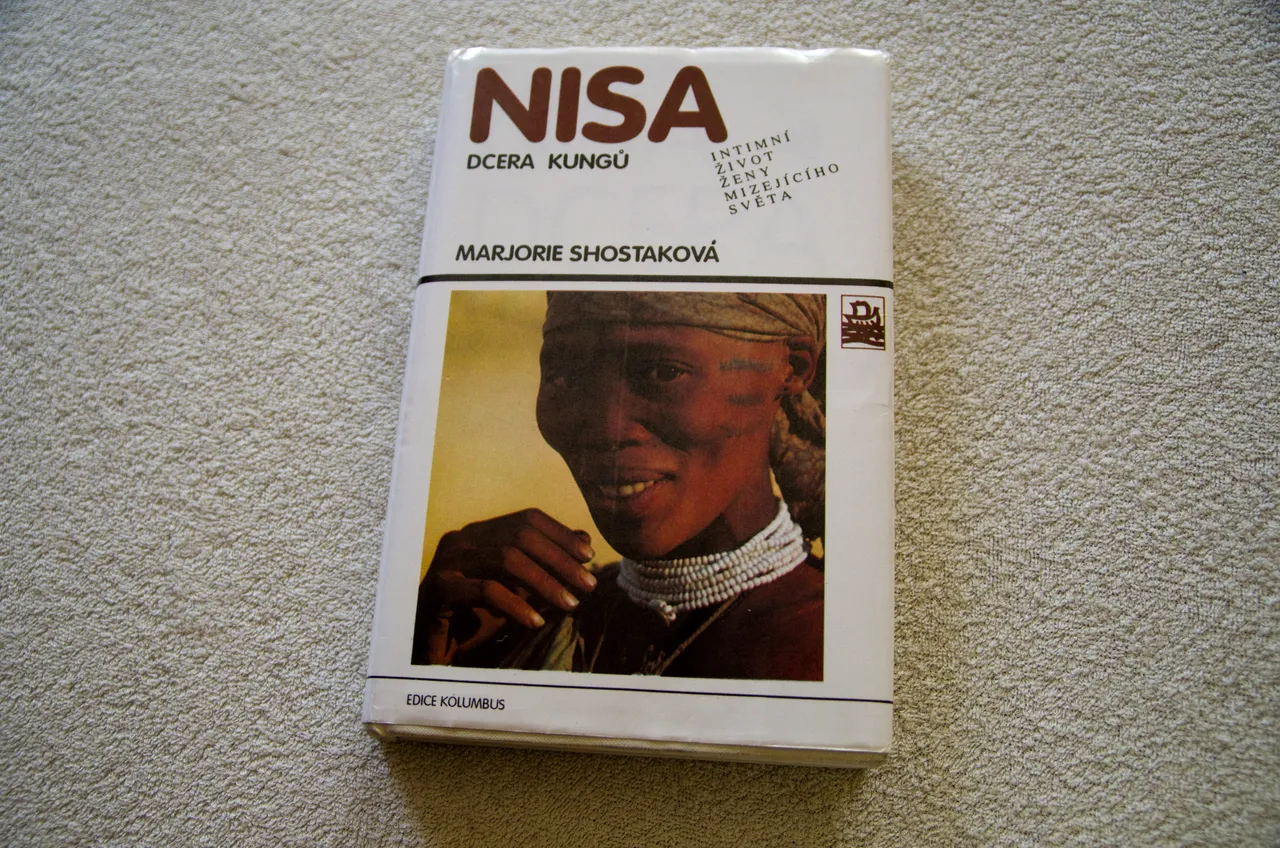 NISA
DCERA KUNGŮ
INTIMNÍ
ŽIVOT
ŽENY
MIZEJÍCÍHO
SVĚTA
MARJORIE SHOSTAKOVÁ
EDICE KOLUMBUS